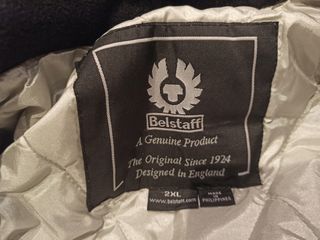 Belstaff
A Genuine Product
The Original Since 1924
Designed in England
2XL
www.belstaff.com
MADE
IN
PHILIPPINES